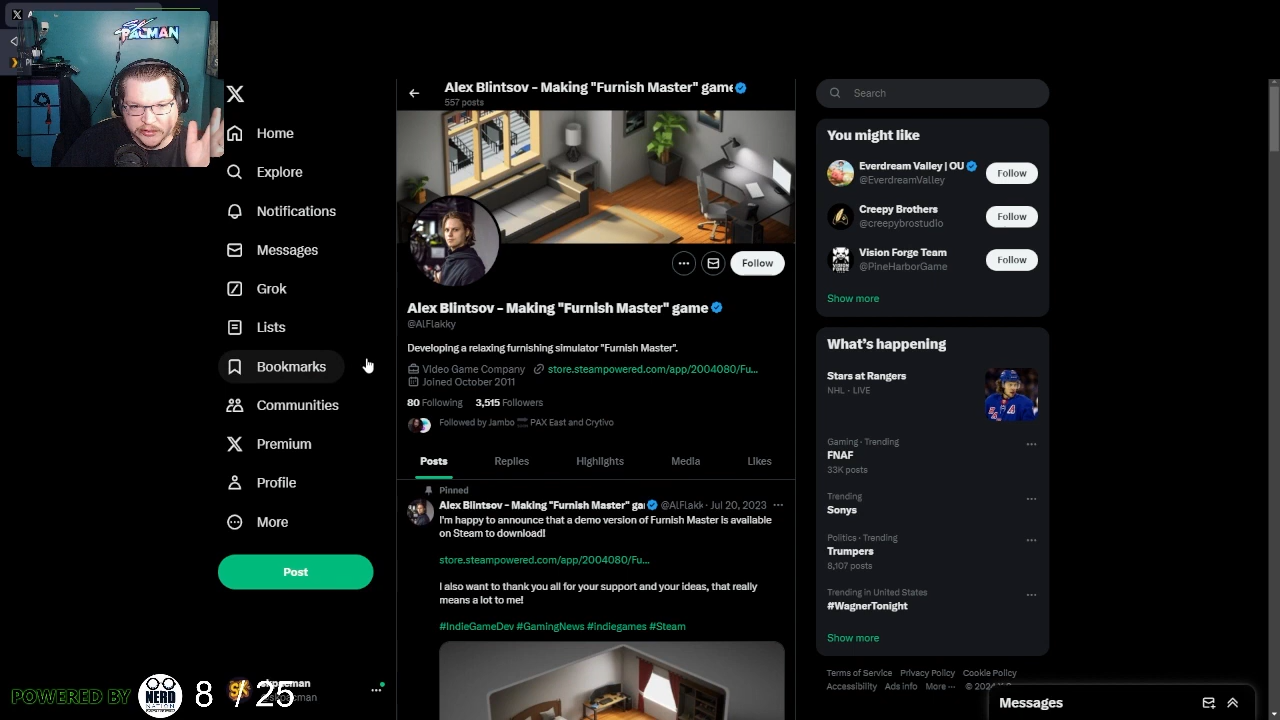 PALMAN
X
Home
Explore
Notifications
Messages
Grok
Lists
Bookmarks
Communities
Premium
Profile
More
Post
POWERED BY
NERD
NATION
8 / 25
Alex Blintsov - Making "Furnish Master" game
557 posts
Follow
Alex Blintsov - Making "Furnish Master" game
@AlFlakky
Developing a relaxing furnishing simulator "Furnish Master".
Video Game Company store.steampowered.com/app/2004080/Fu...
Joined October 2011
80 Following 3,515 Followers
Followed by Jambo PAX East and Crytivo
Posts Replies Highlights Media Likes
Pinned
Alex Blintsov - Making "Furnish Master" ga @AlFlakk · Jul 20, 2023 ...
I'm happy to announce that a demo version of Furnish Master is available
on Steam to download!
store.steampowered.com/app/2004080/Fu...
I also want to thank you all for your support and your ideas, that really
means a lot to me!
#IndieGameDev #GamingNews #indiegames #Steam
Search
You might like
Everdream Valley | OU
@EverdreamValley
Follow
Creepy Brothers
@creepybrostudio
Follow
Vision Forge Team
@PineHarborGame
Follow
Show more
What's happening
Stars at Rangers
NHL · LIVE
Gaming · Trending
FNAF
33K posts
Trending
Sonys
Politics · Trending
Trumpers
8,107 posts
Trending in United States
#WagnerTonight
Show more
Terms of Service Privacy Policy Cookie Policy
Accessibility Ads info More ···
Messages